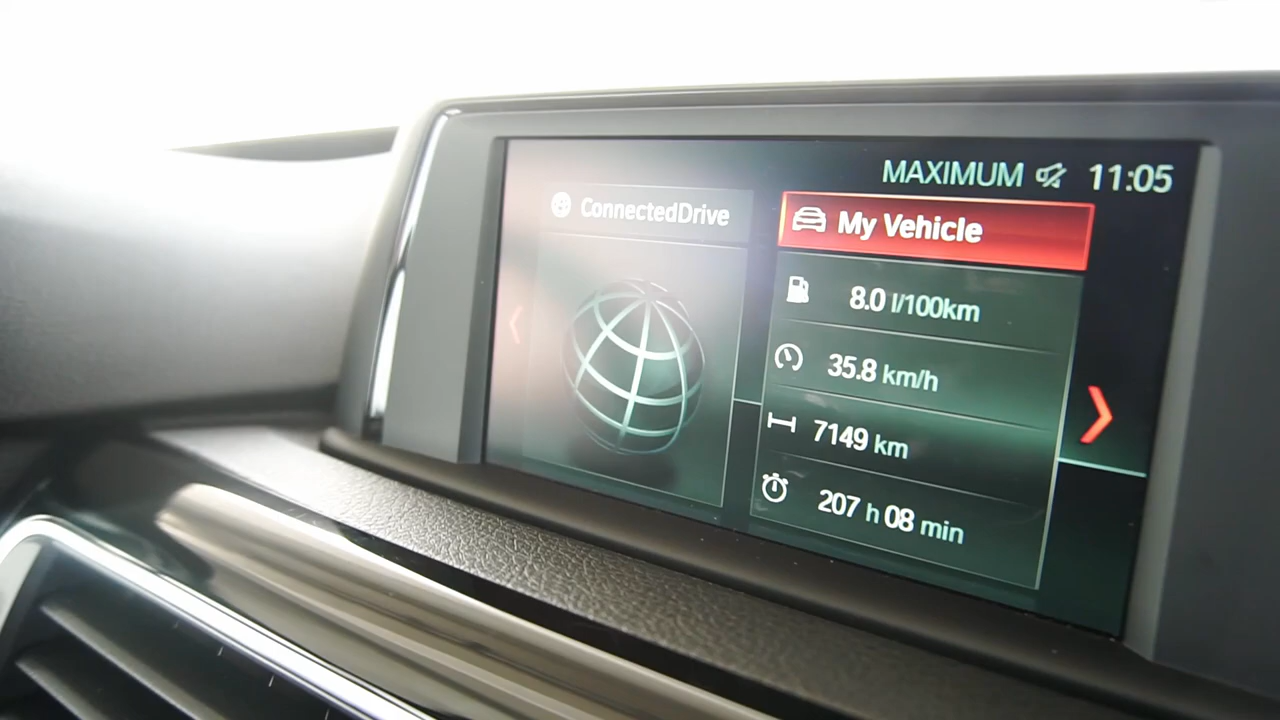 MAXIMUM 11:05
ConnectedDrive
My Vehicle
8.0 l/100km
35.8 km/h
7149 km
207 h 08 min